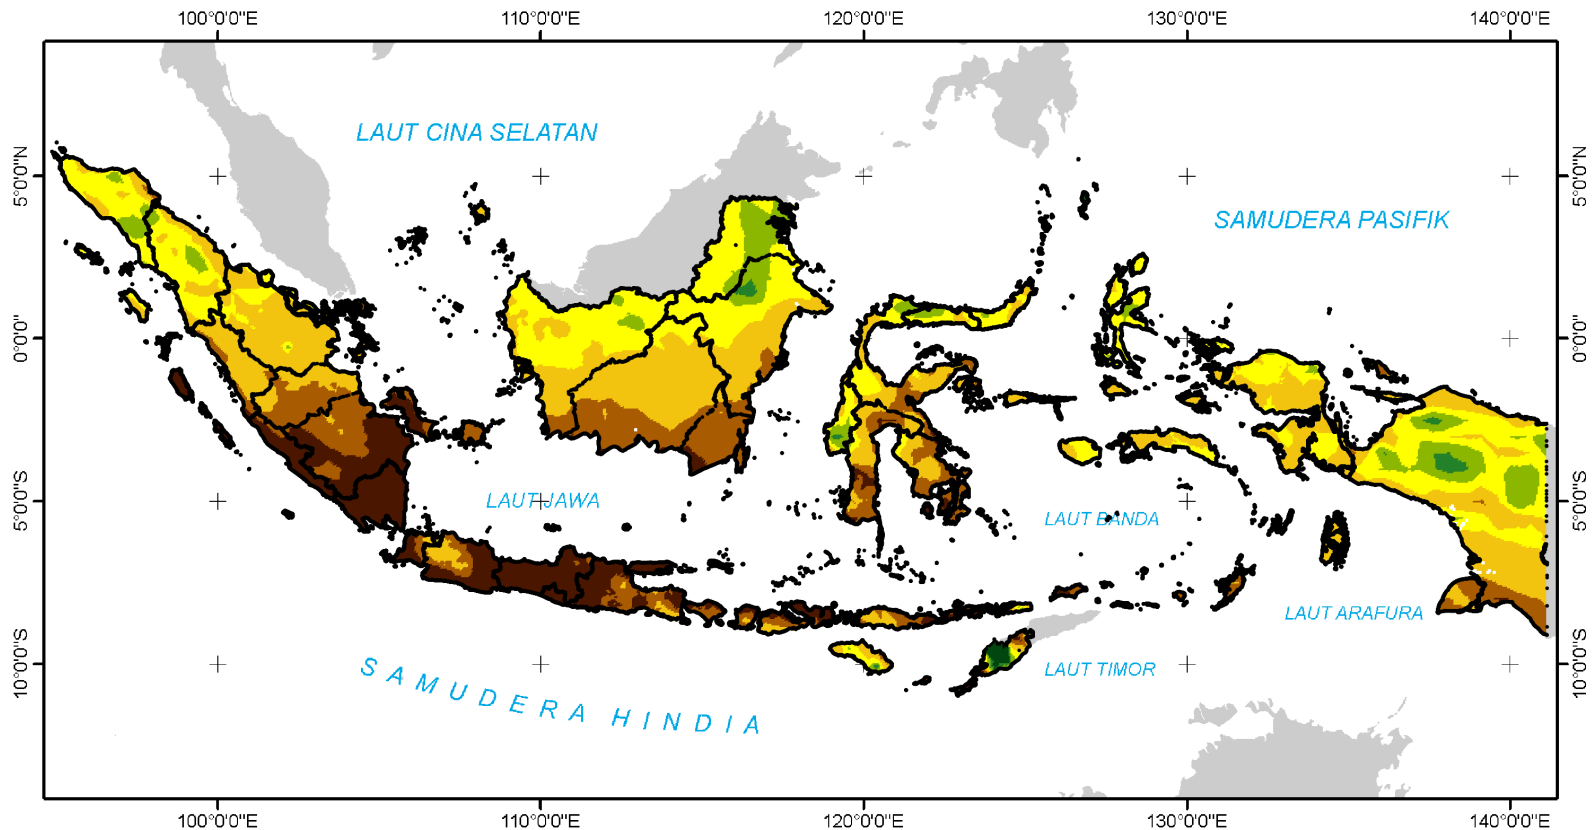 100°0'0"E 110°0'0"E 120°0'0"E 130°0'0"E 140°0'0"E
LAUT CINA SELATAN
5°0'0"N 5°0'0"N
SAMUDERA PASIFIK
0°0'0" 0°0'0"
LAUT JAWA
5°0'0"S 5°0'0"S
LAUT BANDA
LAUT ARAFURA
10°0'0"S 10°0'0"S
LAUT TIMOR
SAMUDERA HINDIA
100°0'0"E 110°0'0"E 120°0'0"E 130°0'0"E 140°0'0"E